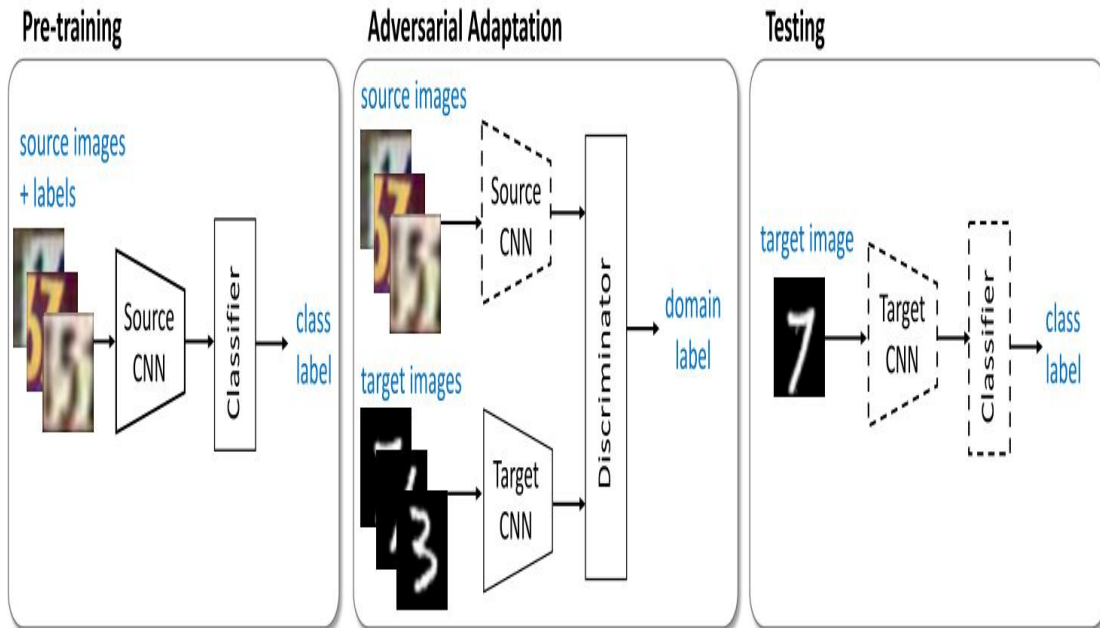 Pre-training
source images
+ labels
Source
CNN
Classifier
class
label
Adversarial Adaptation
source images
Source
CNN
target images
Target
CNN
Discriminator
domain
label
Testing
target image
Target
CNN
Classifier
class
label